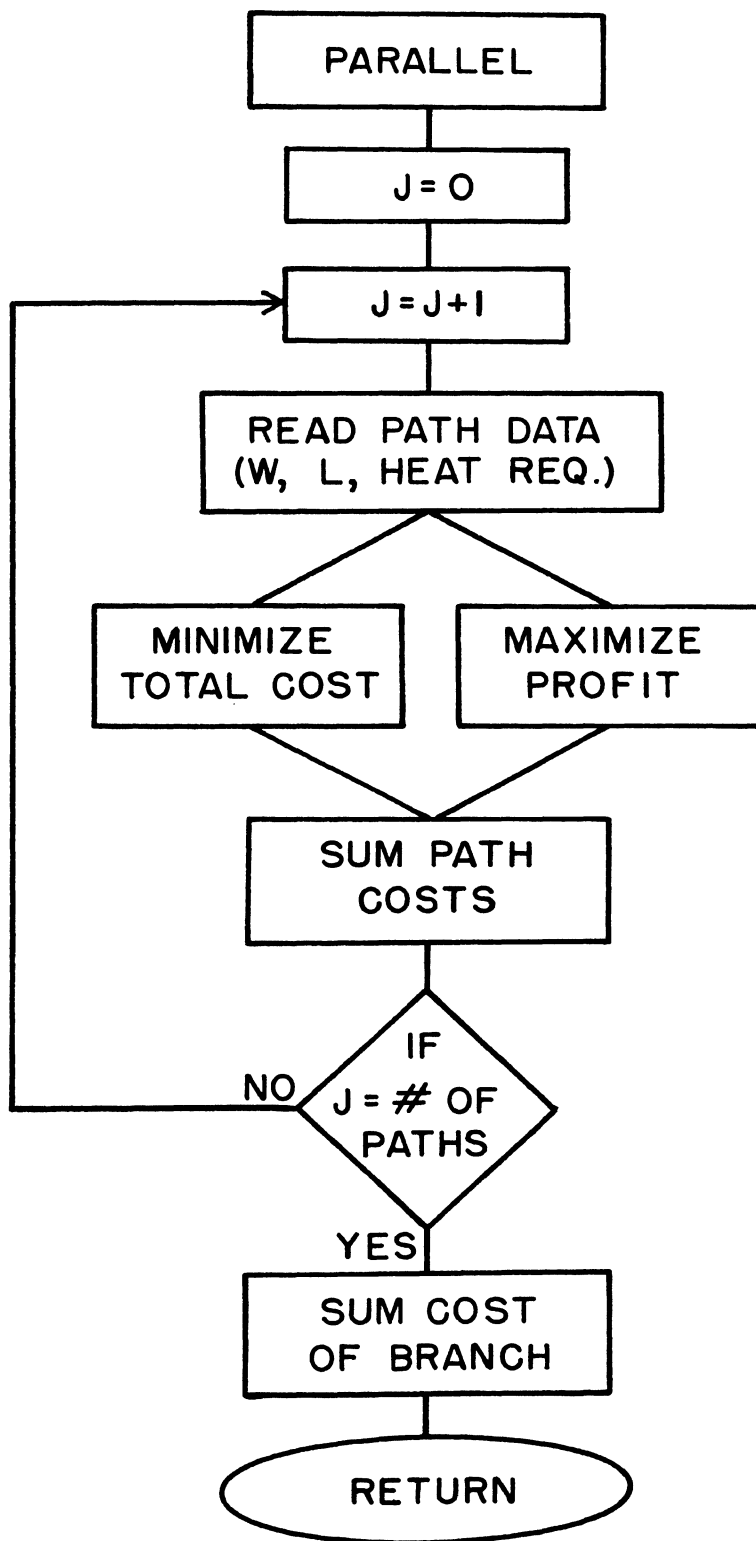 PARALLEL
J = 0
J = J+1
READ PATH DATA
(W, L, HEAT REQ.)
MINIMIZE
TOTAL COST
MAXIMIZE
PROFIT
SUM PATH
COSTS
IF
J = # OF
PATHS
NO
YES
SUM COST
OF BRANCH
RETURN